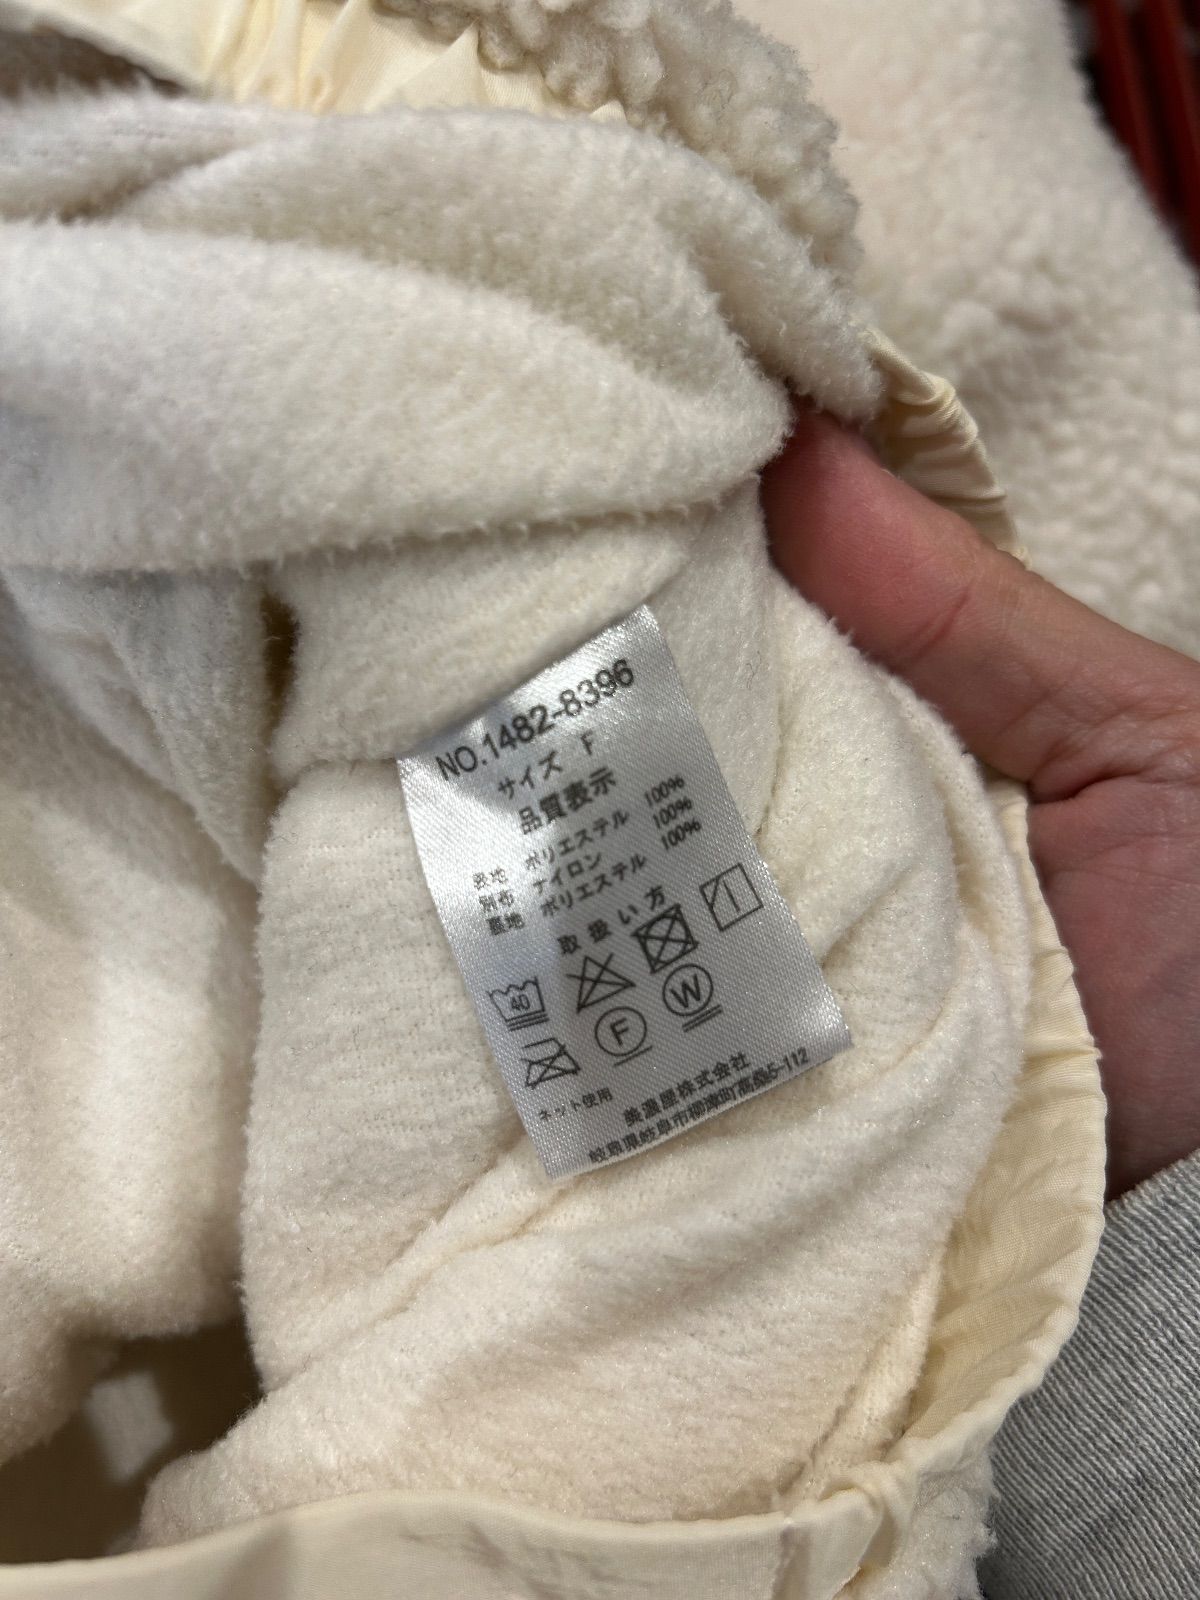 NO.1482-8396
サイズ F
品質表示
表地 ポリエステル 100%
別布 ナイロン 100%
裏地 ポリエステル 100%
取扱い方
40
F W
ネット使用
美濃屋株式会社
岐阜県岐阜市柳津町高桑5-112